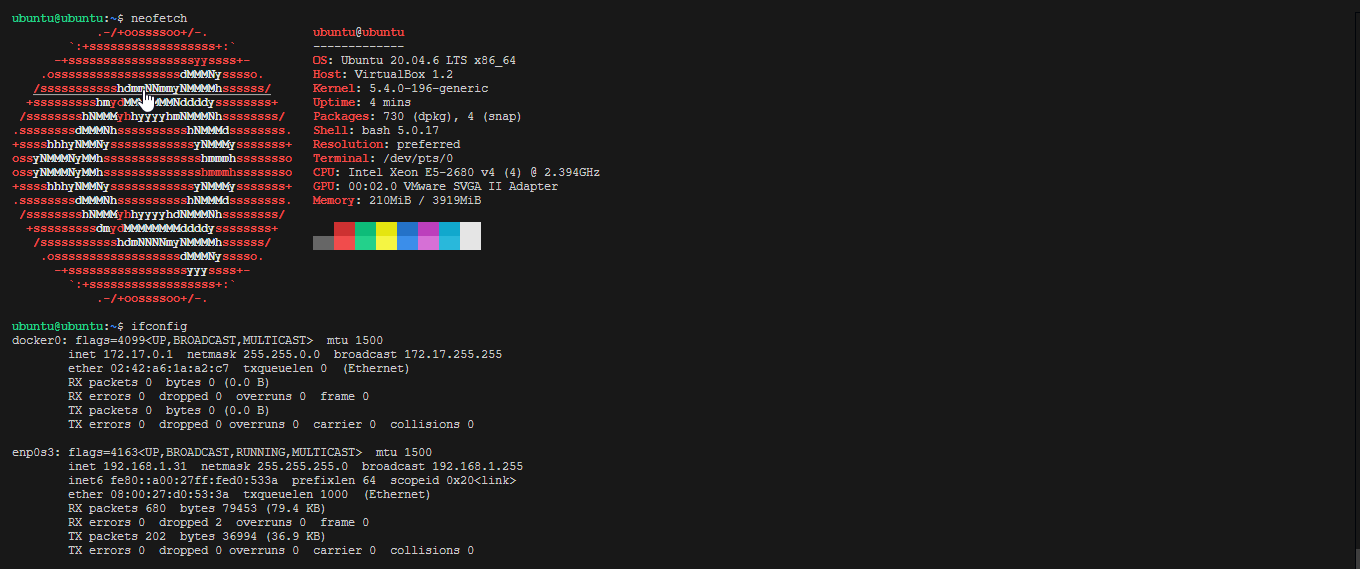 ubuntu@ubuntu:~$ neofetch
.-/+oossssoo+/-.
`:+ssssssssssssssssss+:`
-+ssssssssssssssssssyyssss+-
.ossssssssssssssssssdMMMNysssso.
/ssssssssssshdmmNNmmyNMMMMhssssss/
+ssssssssshmydMMMMMMMNddddyssssssss+
/sssssssshNMMMyhhyyyyhmNMMMNhssssssss/
.ssssssssdMMMNhsssssssssshNMMMdssssssss.
+sssshhhyNMMNyssssssssssssyNMMMysssssss+
ossyNMMMNyMMhsssssssssssssshmmmhssssssso
ossyNMMMNyMMhsssssssssssssshmmmhssssssso
+sssshhhyNMMNyssssssssssssyNMMMysssssss+
.ssssssssdMMMNhsssssssssshNMMMdssssssss.
/sssssssshNMMMyhhyyyyhdNMMMNhssssssss/
+sssssssssdmydMMMMMMMMddddyssssssss+
/ssssssssssshdmNNNNmyNMMMMhssssss/
.ossssssssssssssssssdMMMNysssso.
-+sssssssssssssssssyyyssss+-
`:+ssssssssssssssssss+:`
.-/+oossssoo+/-.
ubuntu@ubuntu
-------------
OS: Ubuntu 20.04.6 LTS x86_64
Host: VirtualBox 1.2
Kernel: 5.4.0-196-generic
Uptime: 4 mins
Packages: 730 (dpkg), 4 (snap)
Shell: bash 5.0.17
Resolution: preferred
Terminal: /dev/pts/0
CPU: Intel Xeon E5-2680 v4 (4) @ 2.394GHz
GPU: 00:02.0 VMware SVGA II Adapter
Memory: 210MiB / 3919MiB
ubuntu@ubuntu:~$ ifconfig
docker0: flags=4099<UP,BROADCAST,MULTICAST>  mtu 1500
inet 172.17.0.1  netmask 255.255.0.0  broadcast 172.17.255.255
ether 02:42:a6:1a:a2:c7  txqueuelen 0  (Ethernet)
RX packets 0  bytes 0 (0.0 B)
RX errors 0  dropped 0  overruns 0  frame 0
TX packets 0  bytes 0 (0.0 B)
TX errors 0  dropped 0 overruns 0  carrier 0  collisions 0
enp0s3: flags=4163<UP,BROADCAST,RUNNING,MULTICAST>  mtu 1500
inet 192.168.1.31  netmask 255.255.255.0  broadcast 192.168.1.255
inet6 fe80::a00:27ff:fed0:533a  prefixlen 64  scopeid 0x20<link>
ether 08:00:27:d0:53:3a  txqueuelen 1000  (Ethernet)
RX packets 680  bytes 79453 (79.4 KB)
RX errors 0  dropped 2  overruns 0  frame 0
TX packets 202  bytes 36994 (36.9 KB)
TX errors 0  dropped 0 overruns 0  carrier 0  collisions 0